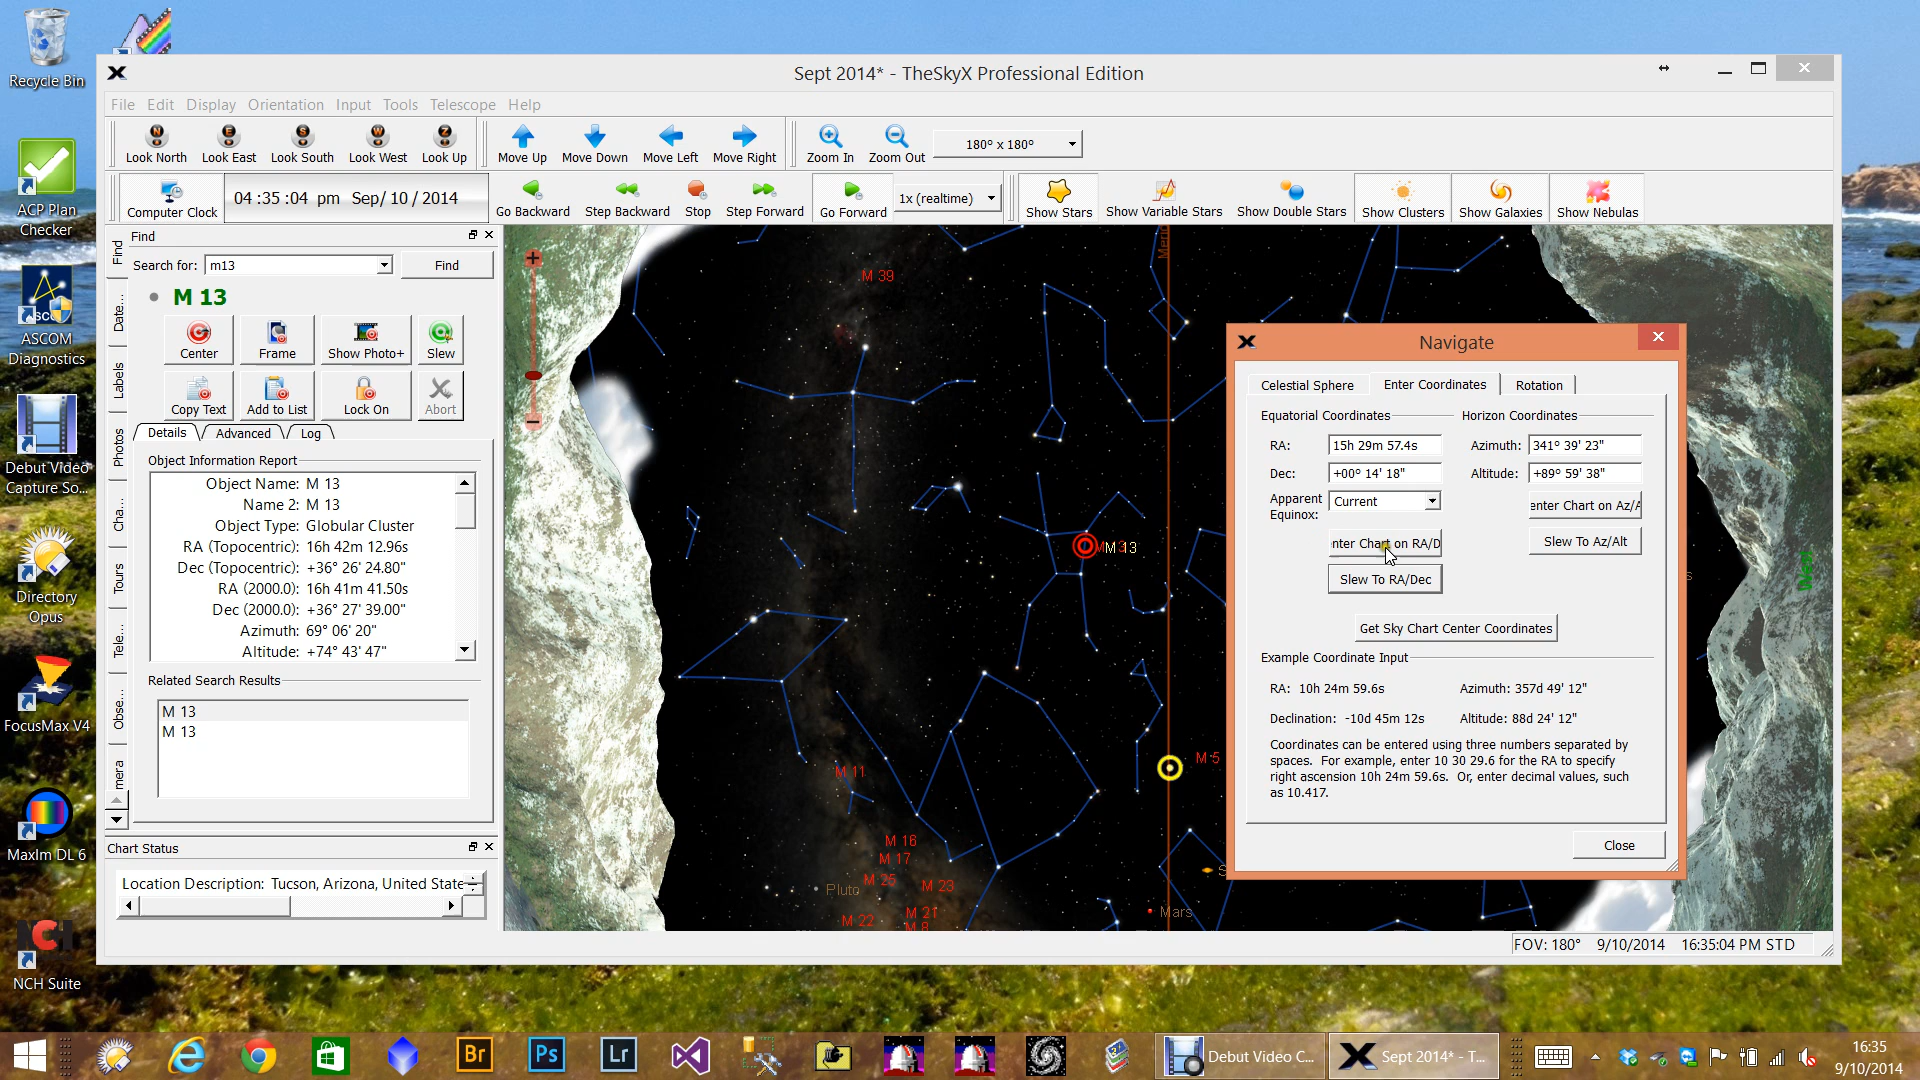 Recycle Bin
ACP Plan
Checker
ASCOM
Diagnostics
Debut Video
Capture So...
Directory
Opus
FocusMax V4
MaxIm DL 6
NCH Suite
Sept 2014* - TheSkyX Professional Edition
File Edit Display Orientation Input Tools Telescope Help
N E S W Z
Look North Look East Look South Look West Look Up Move Up Move Down Move Left Move Right Zoom In Zoom Out 180° x 180°
Computer Clock 04 :35 :04 pm Sep/ 10 / 2014 Go Backward Step Backward Stop Step Forward Go Forward 1x (realtime) Show Stars Show Variable Stars Show Double Stars Show Clusters Show Galaxies Show Nebulas
Find
Search for: m13 Find
M 13
Center Frame Show Photo+ Slew
Copy Text Add to List Lock On Abort
Details Advanced Log
Object Information Report
Object Name: M 13
Name 2: M 13
Object Type: Globular Cluster
RA (Topocentric): 16h 42m 12.96s
Dec (Topocentric): +36° 26' 24.80"
RA (2000.0): 16h 41m 41.50s
Dec (2000.0): +36° 27' 39.00"
Azimuth: 69° 06' 20"
Altitude: +74° 43' 47"
Related Search Results
M 13
M 13
Find
Date...
Labels
Photos
Cha...
Tours
Tele...
Obse...
mera
Chart Status
Location Description: Tucson, Arizona, United State
M 39
M 13
M 5
M 11
M 16
M 17
M 25
M 23
M 21
M 22
M 8
Pluto
Mars
Meri
West
Navigate
Celestial Sphere Enter Coordinates Rotation
Equatorial Coordinates Horizon Coordinates
RA: 15h 29m 57.4s Azimuth: 341° 39' 23"
Dec: +00° 14' 18" Altitude: +89° 59' 38"
Apparent
Equinox: Current enter Chart on Az/A
nter Chart on RA/D Slew To Az/Alt
Slew To RA/Dec
Get Sky Chart Center Coordinates
Example Coordinate Input
RA: 10h 24m 59.6s Azimuth: 357d 49' 12"
Declination: -10d 45m 12s Altitude: 88d 24' 12"
Coordinates can be entered using three numbers separated by
spaces. For example, enter 10 30 29.6 for the RA to specify
right ascension 10h 24m 59.6s. Or, enter decimal values, such
as 10.417.
Close
FOV: 180° 9/10/2014 16:35:04 PM STD
Br Ps Lr Debut Video C... Sept 2014* - T...
16:35
9/10/2014